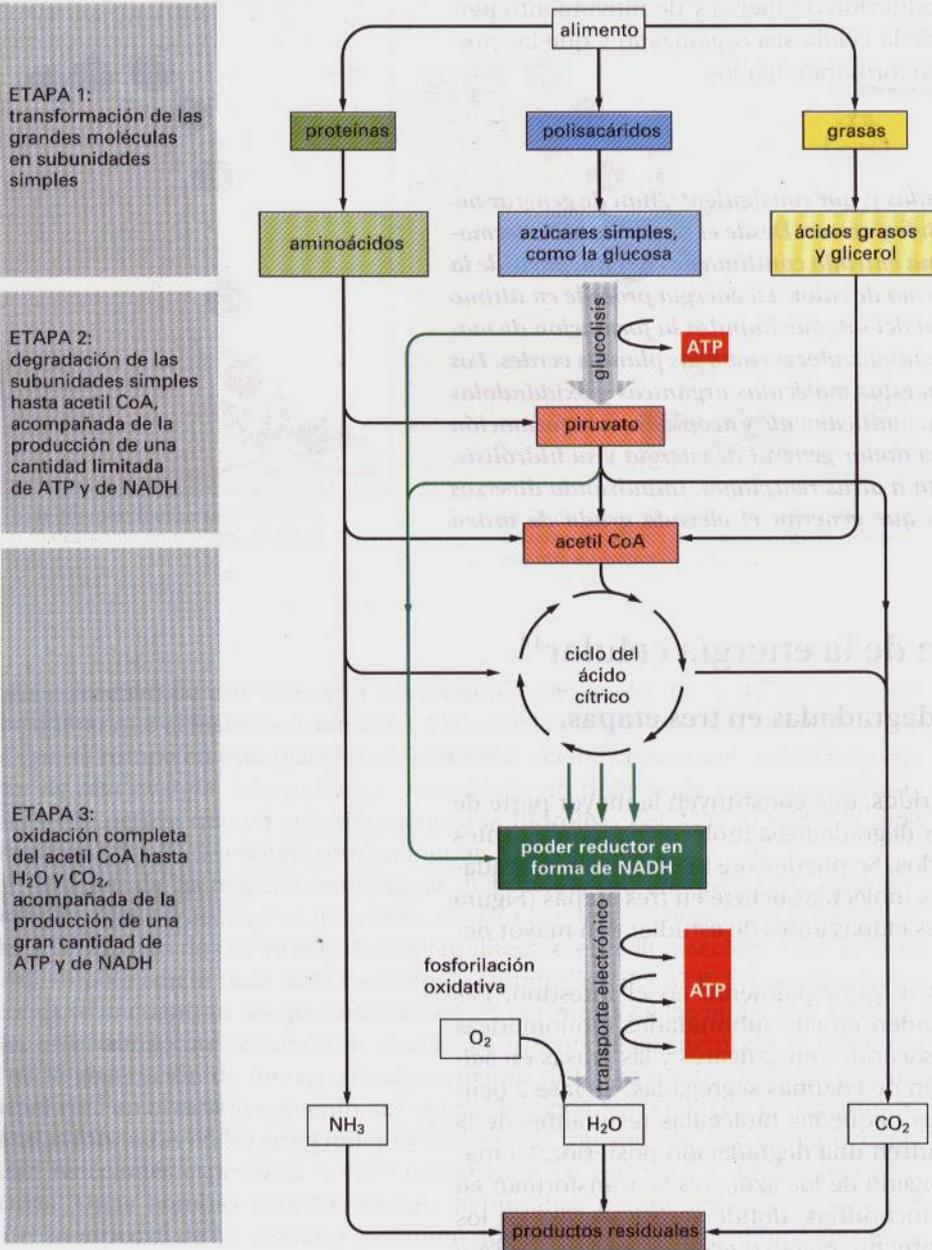 alimento
ETAPA 1:
transformación de las
grandes moléculas
en subunidades
simples
proteínas
polisacáridos
grasas
aminoácidos
azúcares simples,
como la glucosa
ácidos grasos
y glicerol
ETAPA 2:
degradación de las
subunidades simples
hasta acetil CoA,
acompañada de la
producción de una
cantidad limitada
de ATP y de NADH
glucolisis
ATP
piruvato
acetil CoA
ciclo del
ácido
cítrico
ETAPA 3:
oxidación completa
del acetil CoA hasta
H₂O y CO₂,
acompañada de la
producción de una
gran cantidad de
ATP y de NADH
poder reductor en
forma de NADH
fosforilación
oxidativa
O₂
transporte electrónico
ATP
NH₃
H₂O
CO₂
productos residuales